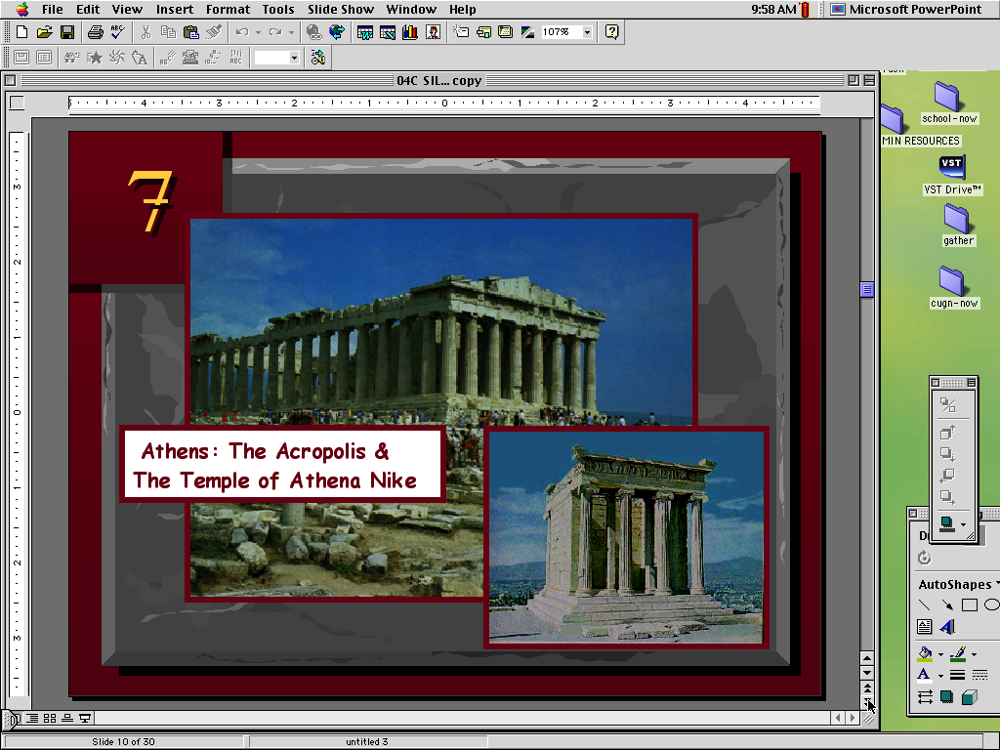 File Edit View Insert Format Tools Slide Show Window Help 9:58 AM Microsoft PowerPoint
107%
04C SIL... copy
school-now
MIN RESOURCES
VST
VST Drive™
gather
cugn-now
7
Athens: The Acropolis &
The Temple of Athena Nike
AutoShapes
Slide 10 of 30 untitled 3